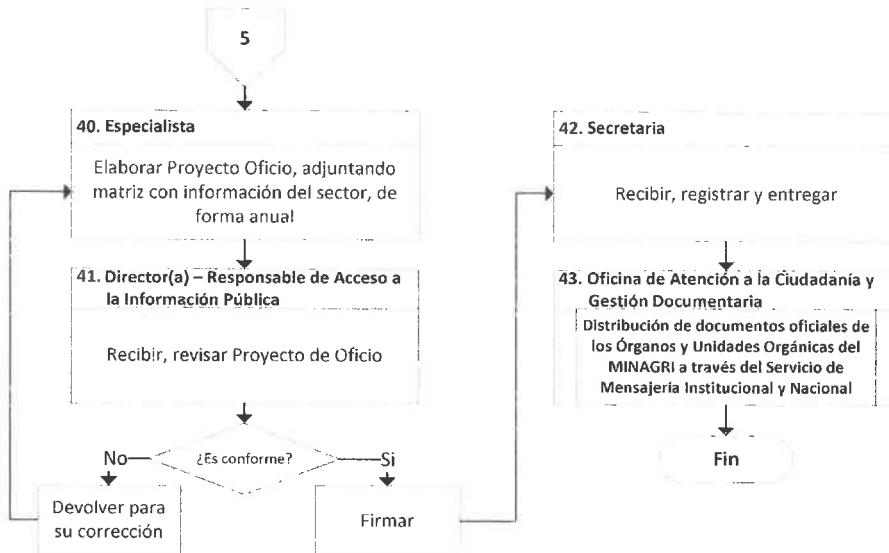 5
40. Especialista
Elaborar Proyecto Oficio, adjuntando
matriz con información del sector, de
forma anual
41. Director(a) – Responsable de Acceso a
la Información Pública
Recibir, revisar Proyecto de Oficio
¿Es conforme?
No
Si
Devolver para
su corrección
Firmar
42. Secretaria
Recibir, registrar y entregar
43. Oficina de Atención a la Ciudadanía y
Gestión Documentaria
Distribución de documentos oficiales de
los Órganos y Unidades Orgánicas del
MINAGRI a través del Servicio de
Mensajería Institucional y Nacional
Fin